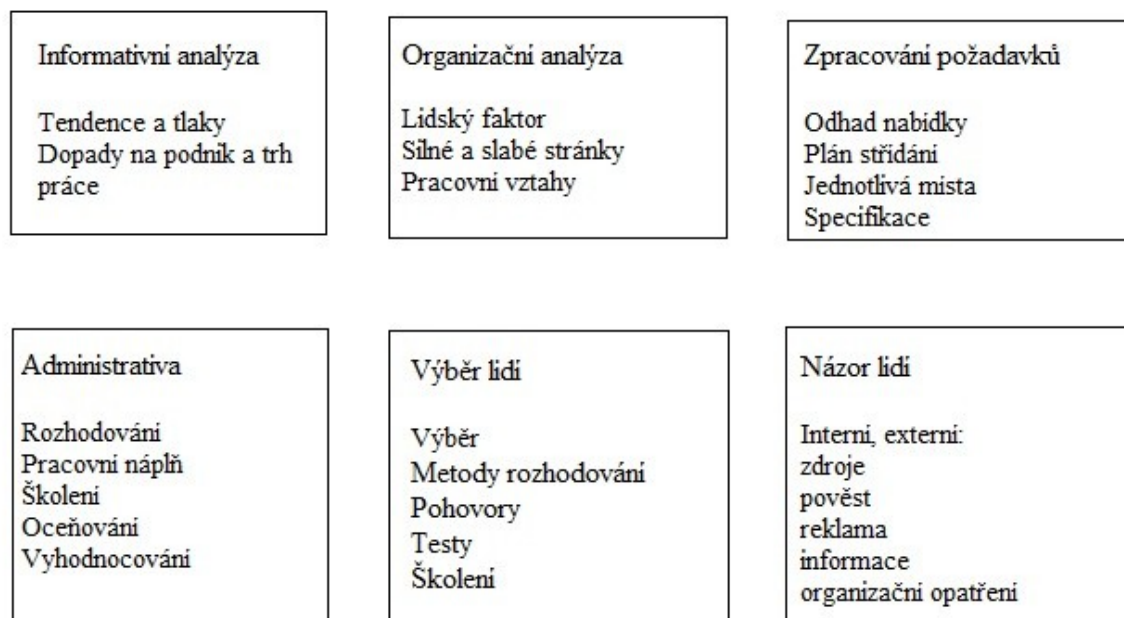 Informativní analýza
Tendence a tlaky
Dopady na podnik a trh
práce
Organizační analýza
Lidský faktor
Silné a slabé stránky
Pracovní vztahy
Zpracování požadavků
Odhad nabídky
Plán střídání
Jednotlivá místa
Specifikace
Administrativa
Rozhodování
Pracovní náplň
Školení
Oceňování
Vyhodnocování
Výběr lidí
Výběr
Metody rozhodování
Pohovory
Testy
Školení
Názor lidí
Interní, externí:
zdroje
pověst
reklama
informace
organizační opatření